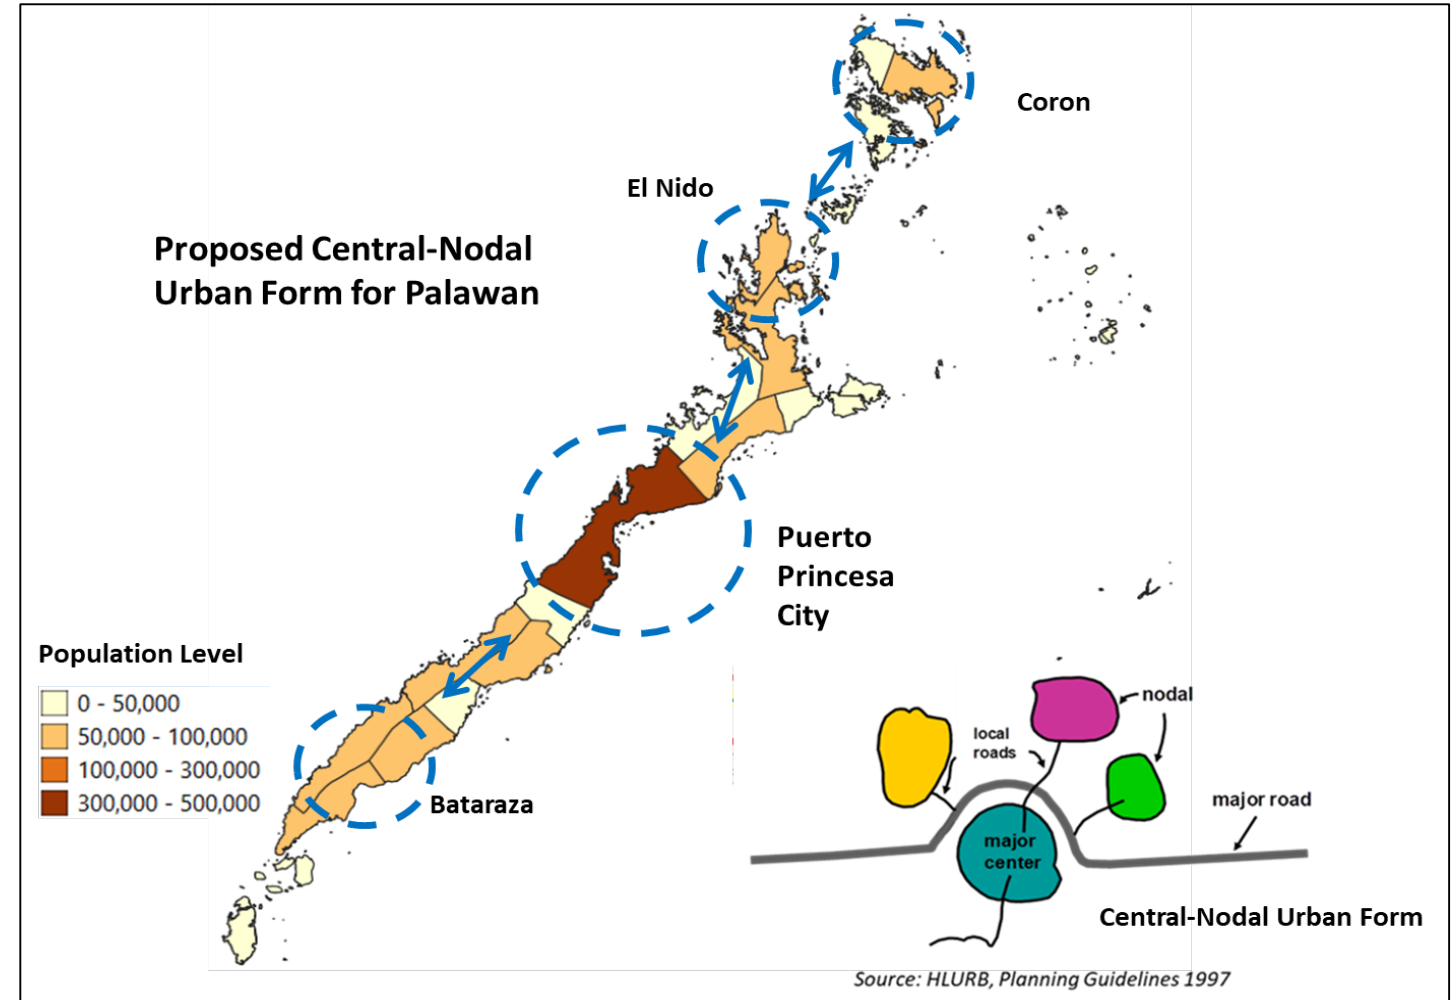 Coron
El Nido
Proposed Central-Nodal
Urban Form for Palawan
Puerto
Princesa
City
Population Level
0 - 50,000
50,000 - 100,000
100,000 - 300,000
300,000 - 500,000
Bataraza
nodal
local
roads
major road
major
center
Central-Nodal Urban Form
Source: HLURB, Planning Guidelines 1997